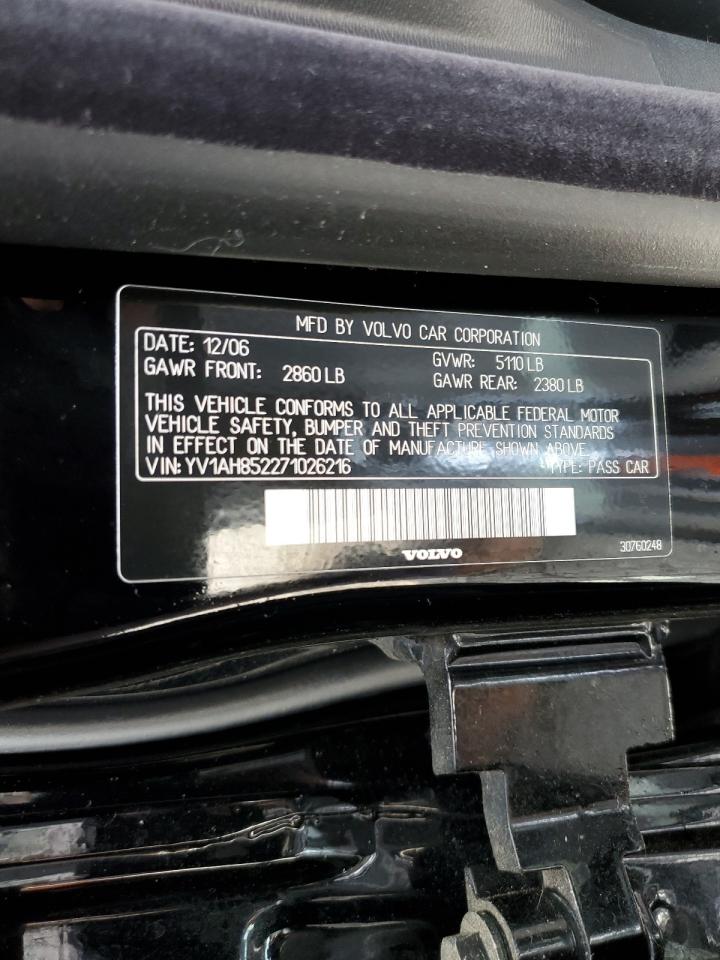 MFD BY VOLVO CAR CORPORATION
DATE: 12/06 GVWR: 5110 LB
GAWR FRONT: 2860 LB GAWR REAR: 2380 LB
THIS VEHICLE CONFORMS TO ALL APPLICABLE FEDERAL MOTOR
VEHICLE SAFETY, BUMPER AND THEFT PREVENTION STANDARDS
IN EFFECT ON THE DATE OF MANUFACTURE SHOWN ABOVE.
VIN: YV1AH852271026216 TYPE: PASS CAR
VOLVO
30760248